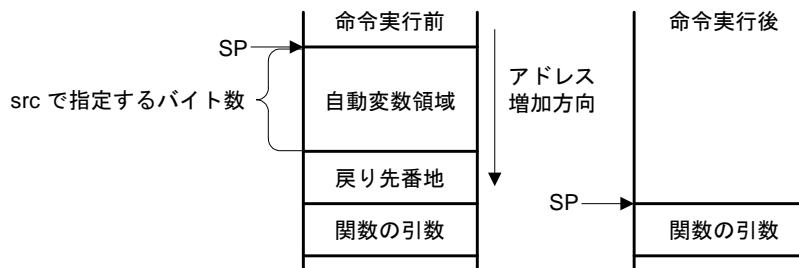 命令実行前
命令実行後
SP
アドレス
増加方向
src で指定するバイト数
自動変数領域
戻り先番地
SP
関数の引数
関数の引数